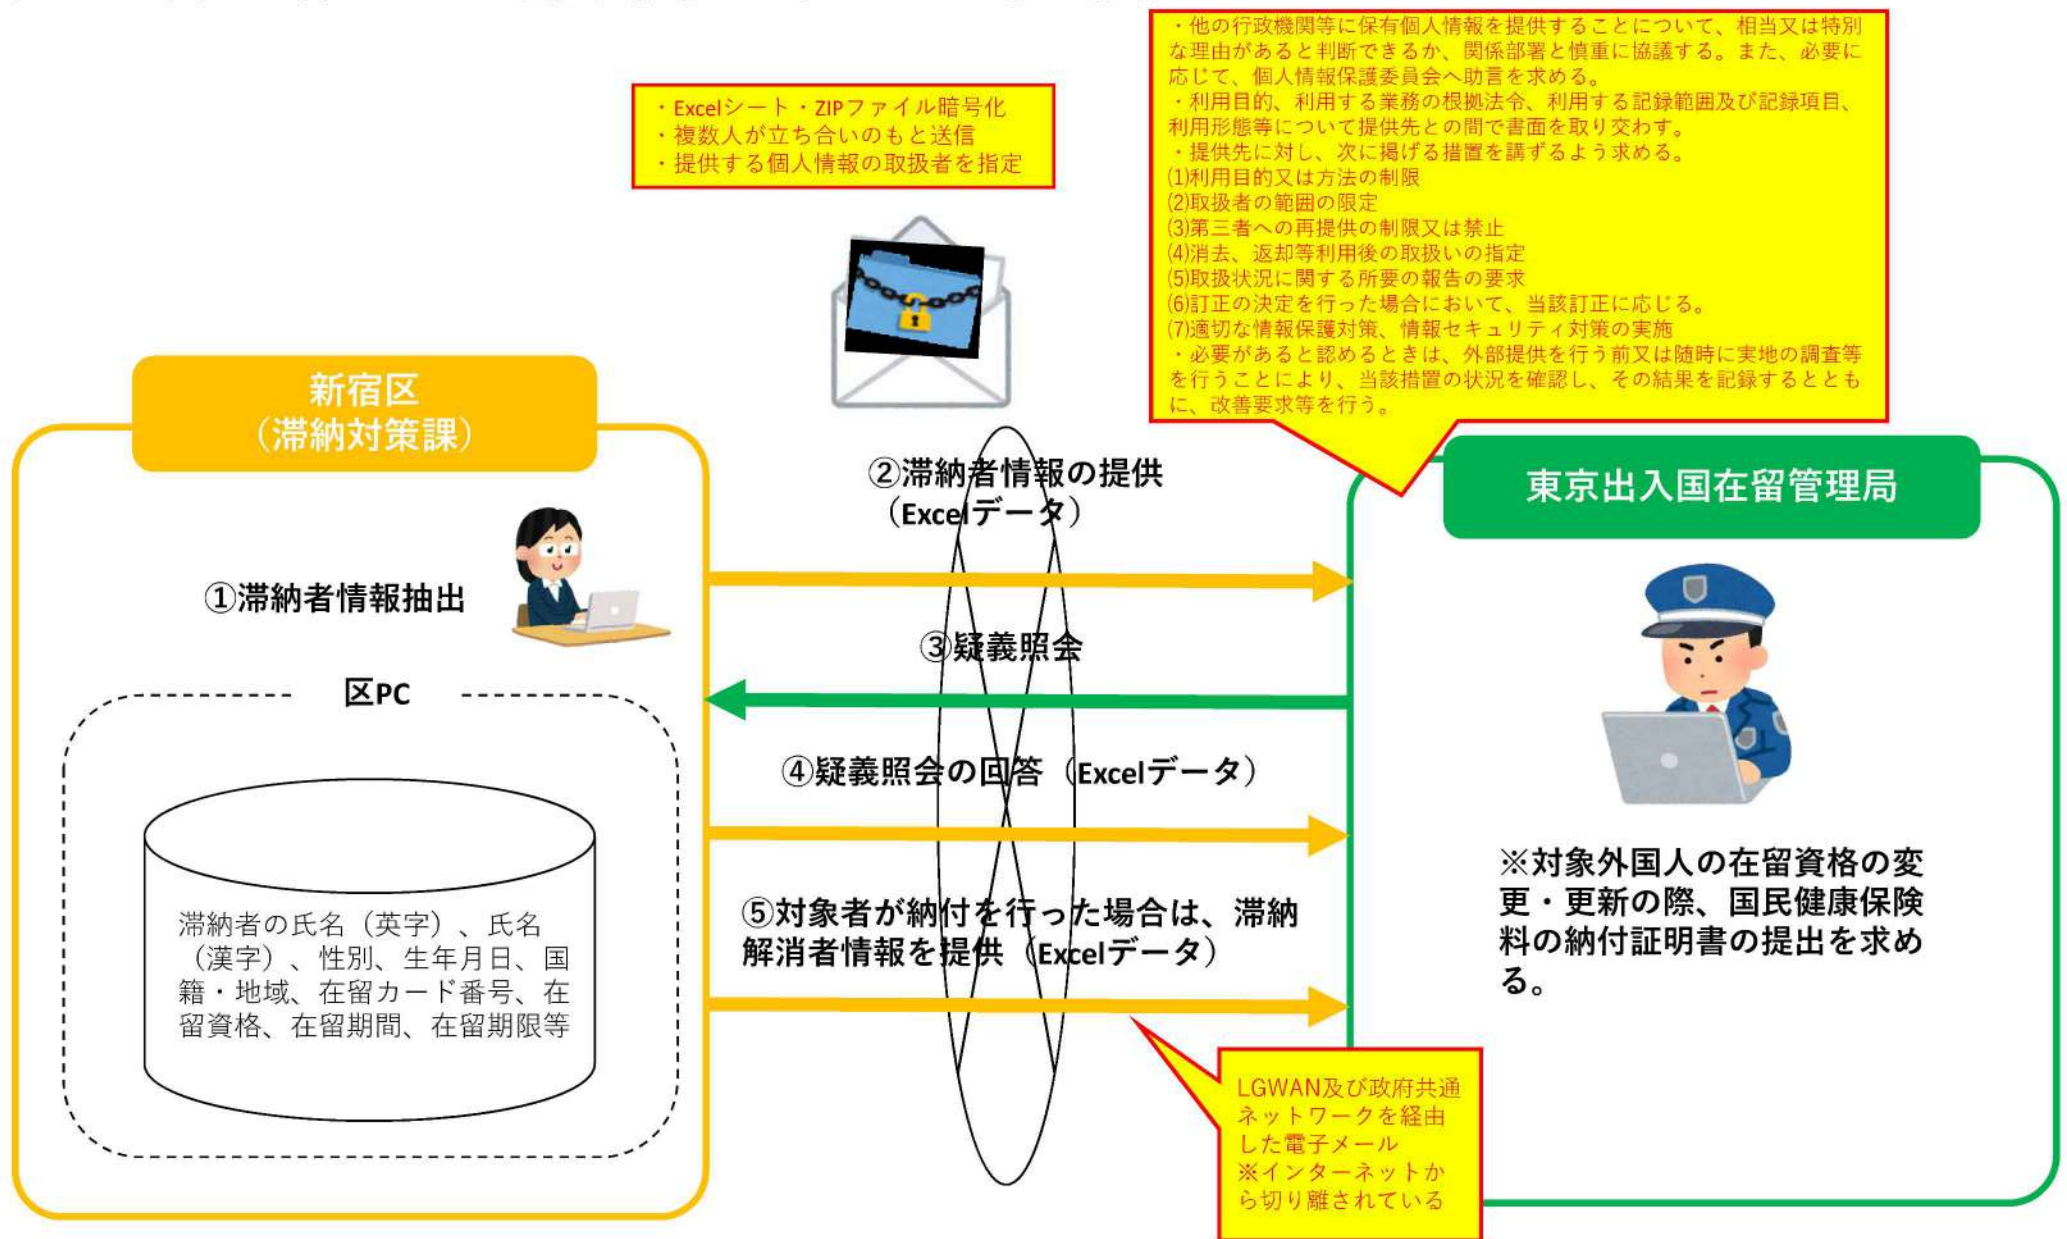 ・他の行政機関等に保有個人情報を提供することについて、相当又は特別
な理由があると判断できるか、関係部署と慎重に協議する。また、必要に
応じて、個人情報保護委員会へ助言を求める。
・利用目的、利用する業務の根拠法令、利用する記録範囲及び記録項目、
利用形態等について提供先との間で書面を取り交わす。
・提供先に対し、次に掲げる措置を講ずるよう求める。
⑴利用目的又は方法の制限
⑵取扱者の範囲の限定
⑶第三者への再提供の制限又は禁止
⑷消去、返却等利用後の取扱いの指定
⑸取扱状況に関する所要の報告の要求
⑹訂正の決定を行った場合において、当該訂正に応じる。
⑺適切な情報保護対策、情報セキュリティ対策の実施
・必要があると認めるときは、外部提供を行う前又は随時に実地の調査等
を行うことにより、当該措置の状況を確認し、その結果を記録するととも
に、改善要求等を行う。
・Excelシート・ZIPファイル暗号化
・複数人が立ち合いのもと送信
・提供する個人情報の取扱者を指定
新宿区
（滞納対策課）
①滞納者情報抽出
区PC
滞納者の氏名（英字）、氏名
（漢字）、性別、生年月日、国
籍・地域、在留カード番号、在
留資格、在留期間、在留期限等
②滞納者情報の提供
（Excelデータ）
③疑義照会
④疑義照会の回答（Excelデータ）
⑤対象者が納付を行った場合は、滞納
解消者情報を提供（Excelデータ）
LGWAN及び政府共通
ネットワークを経由
した電子メール
※インターネットか
ら切り離されている
東京出入国在留管理局
※対象外国人の在留資格の変
更・更新の際、国民健康保険
料の納付証明書の提出を求め
る。